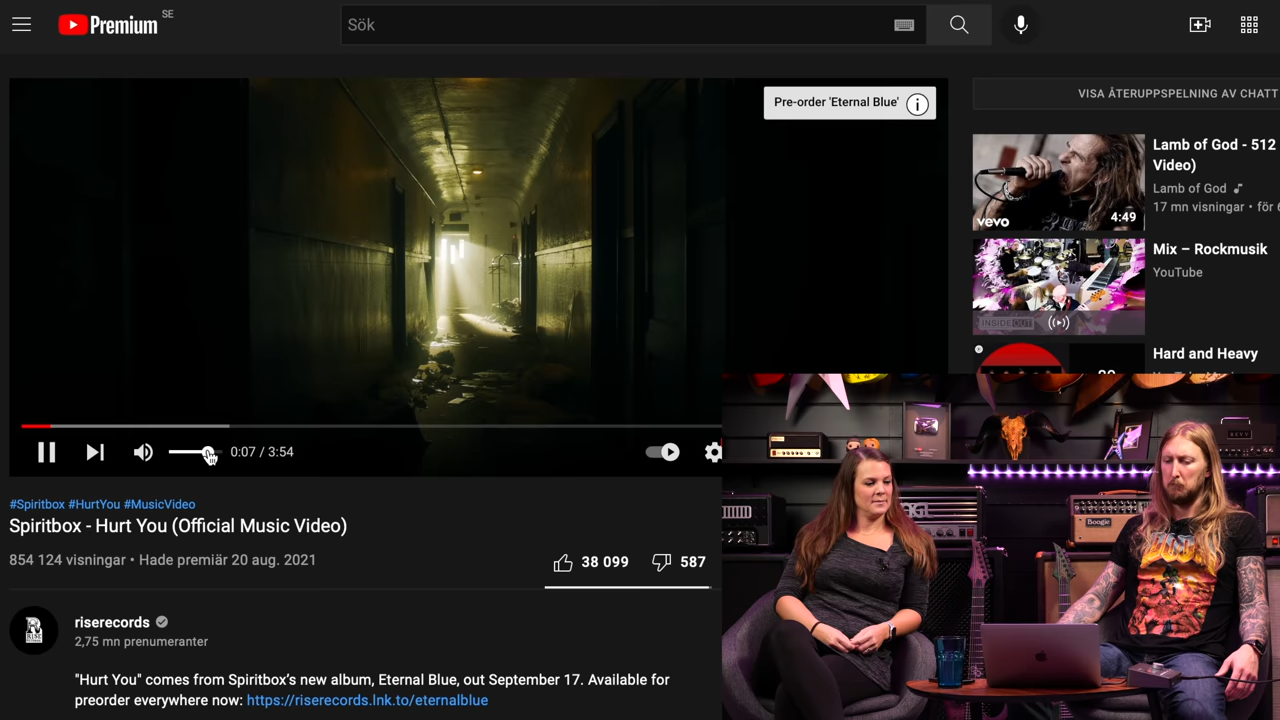 Premium SE
Sök
Pre-order 'Eternal Blue'
VISA ÅTERUPPSPELNING AV CHATT
Lamb of God - 512
Video)
Lamb of God
17 mn visningar • för
vevo
4:49
Mix – Rockmusik
YouTube
INSIDEOUT
Hard and Heavy
0:07 / 3:54
#Spiritbox #HurtYou #MusicVideo
Spiritbox - Hurt You (Official Music Video)
854 124 visningar • Hade premiär 20 aug. 2021
38 099
587
RISE
riserecords
2,75 mn prenumeranter
"Hurt You" comes from Spiritbox's new album, Eternal Blue, out September 17. Available for
preorder everywhere now: https://riserecords.lnk.to/eternalblue
Boogie
DOOM